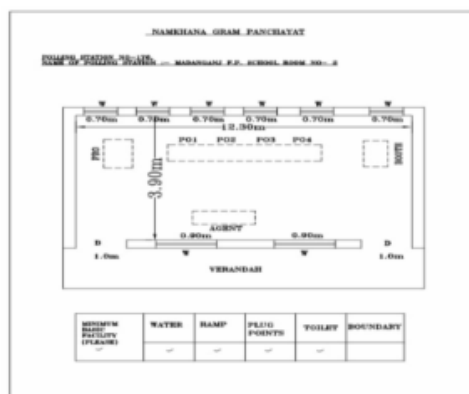 NAMKHANA GRAM PANCHAYAT
POLLING STATION NO-176,
NAME OF POLLING STATION :- MADANGANJ F.P. SCHOOL ROOM NO- 2
W W W W W W
0.70m 0.70m 0.70m 0.70m 0.70m 0.70m
12.30m
PRO
PO1 PO2 PO3 PO4
BOOTH
3.90m
AGENT
0.90m 0.90m
D W W D
1.0m 1.0m
VERANDAH
MINIMUM BASIC FACILITY (PLEASE) ✓
WATER ✓
RAMP ✓
PLUG POINTS ✓
TOILET ✓
BOUNDARY